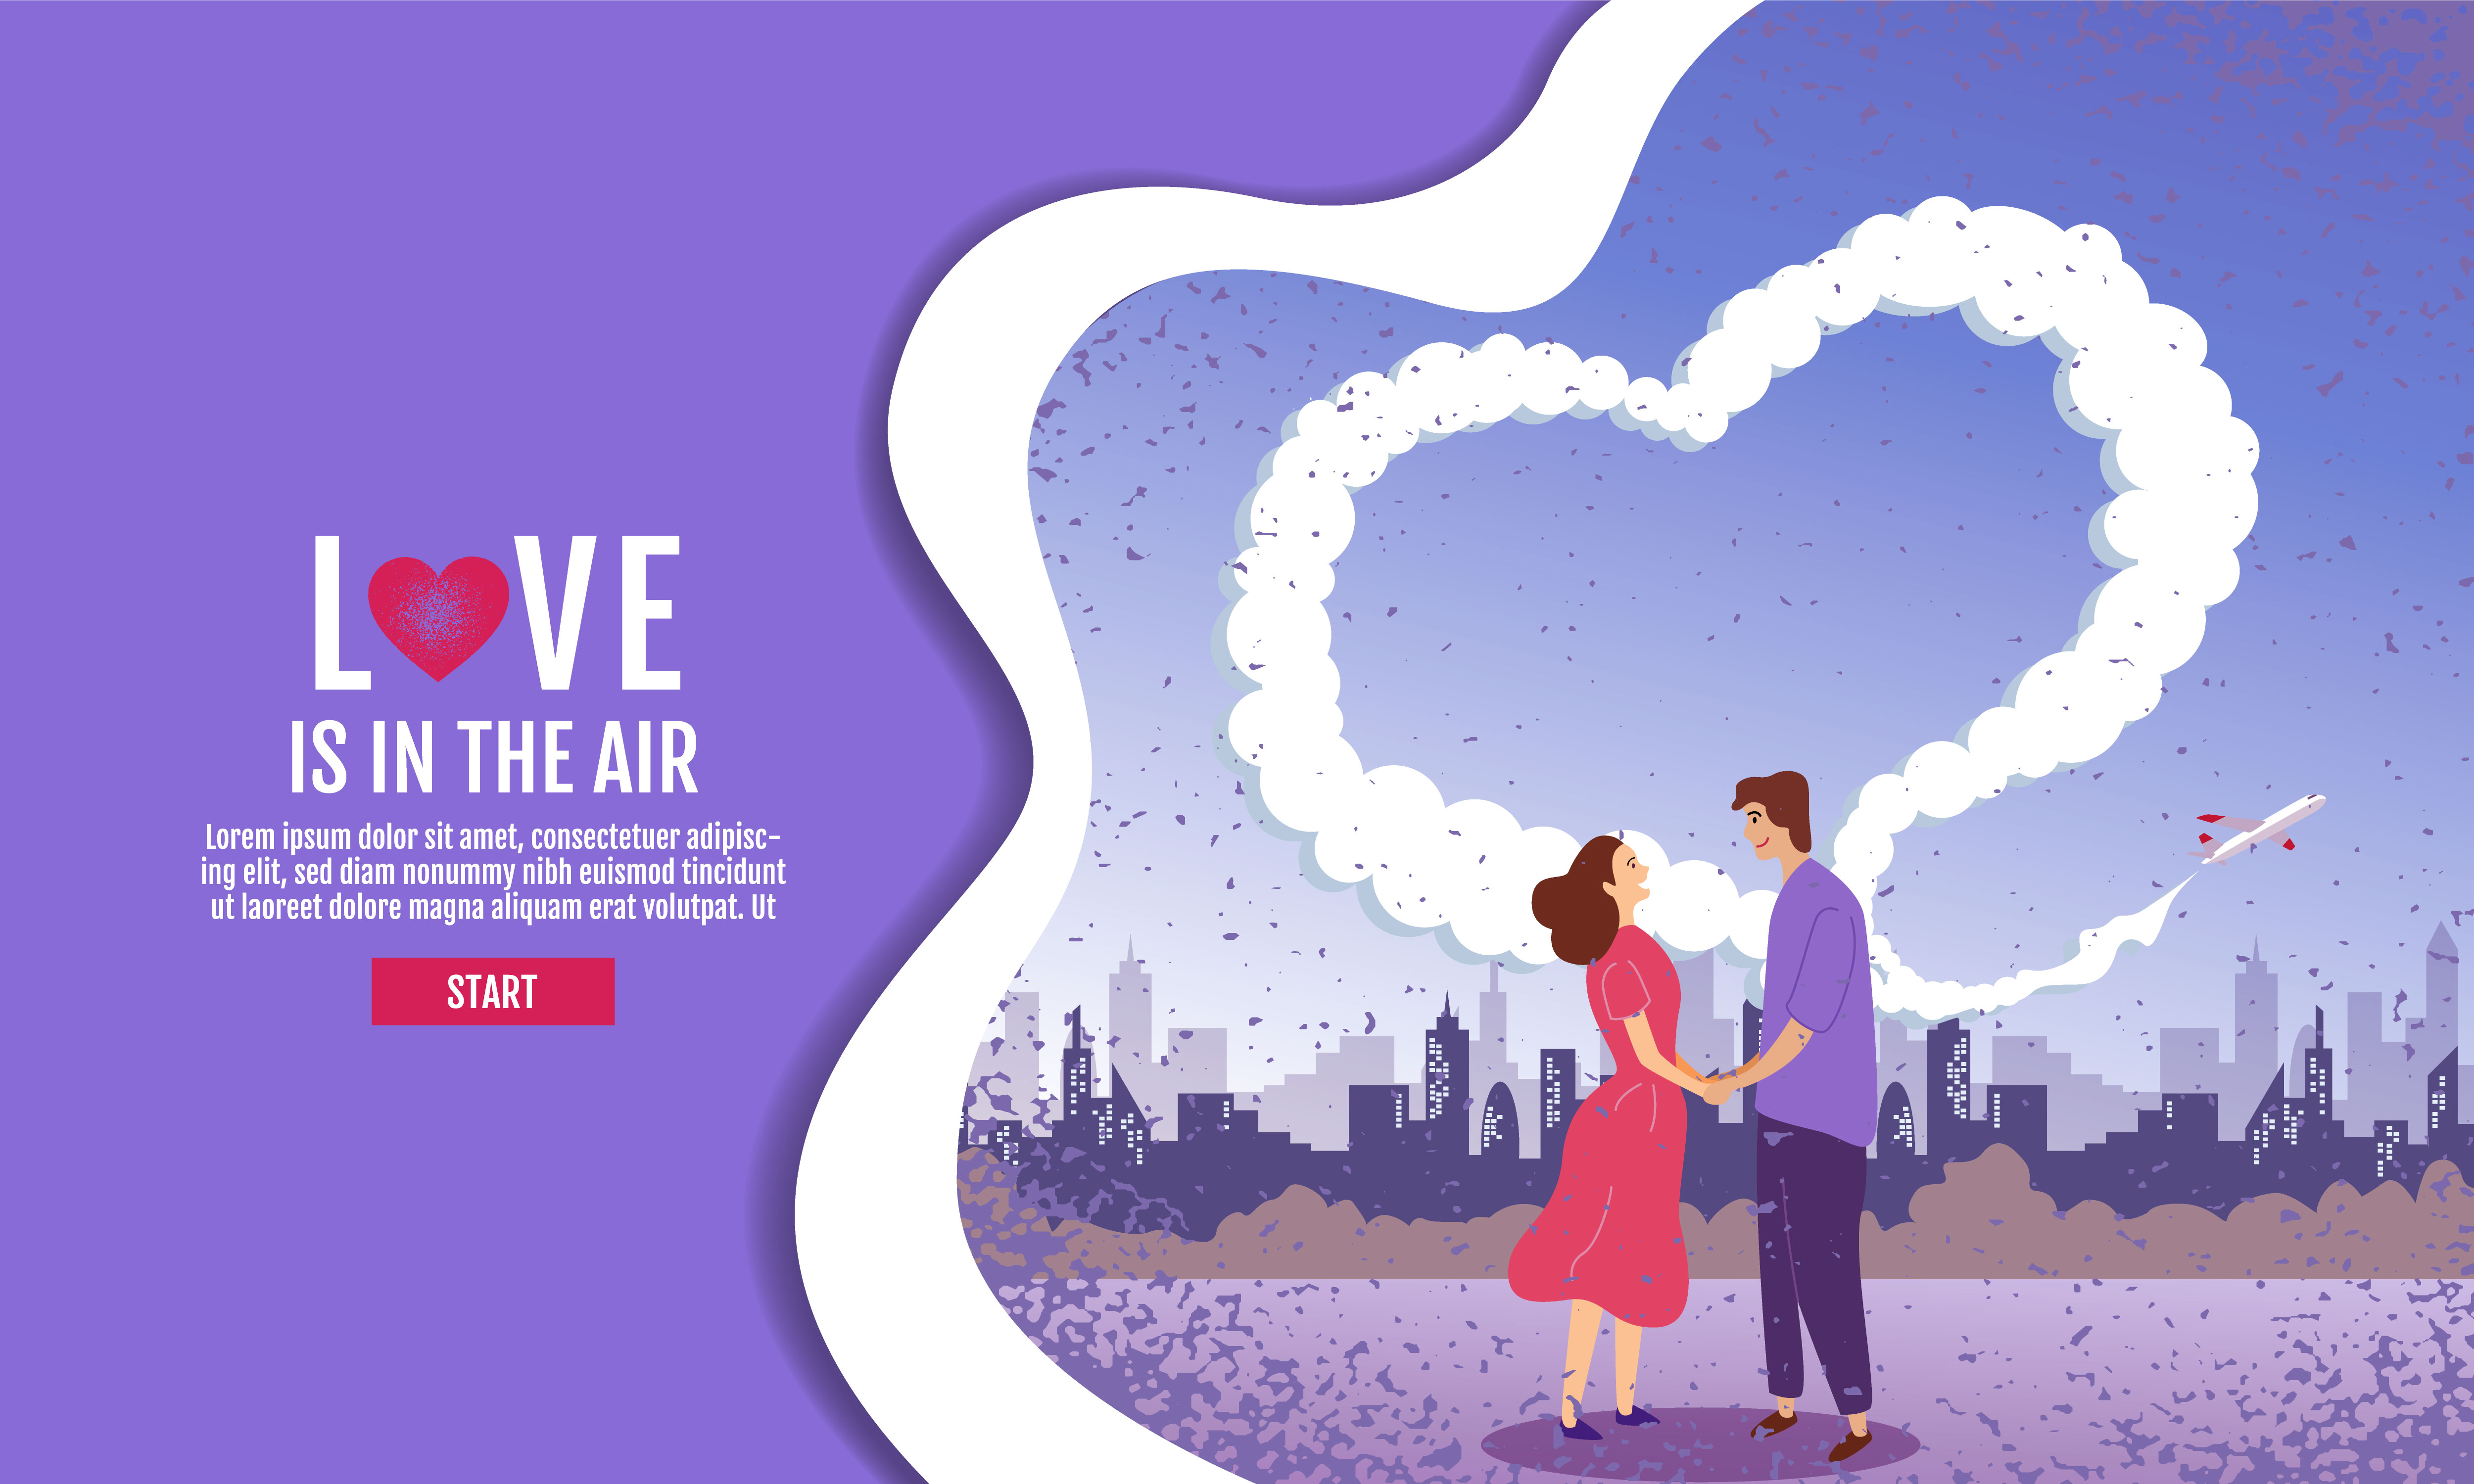 LOVE
IS IN THE AIR
Lorem ipsum dolor sit amet, consectetuer adipisc-
ing elit, sed diam nonummy nibh euismod tincidunt
ut laoreet dolore magna aliquam erat volutpat. Ut
START